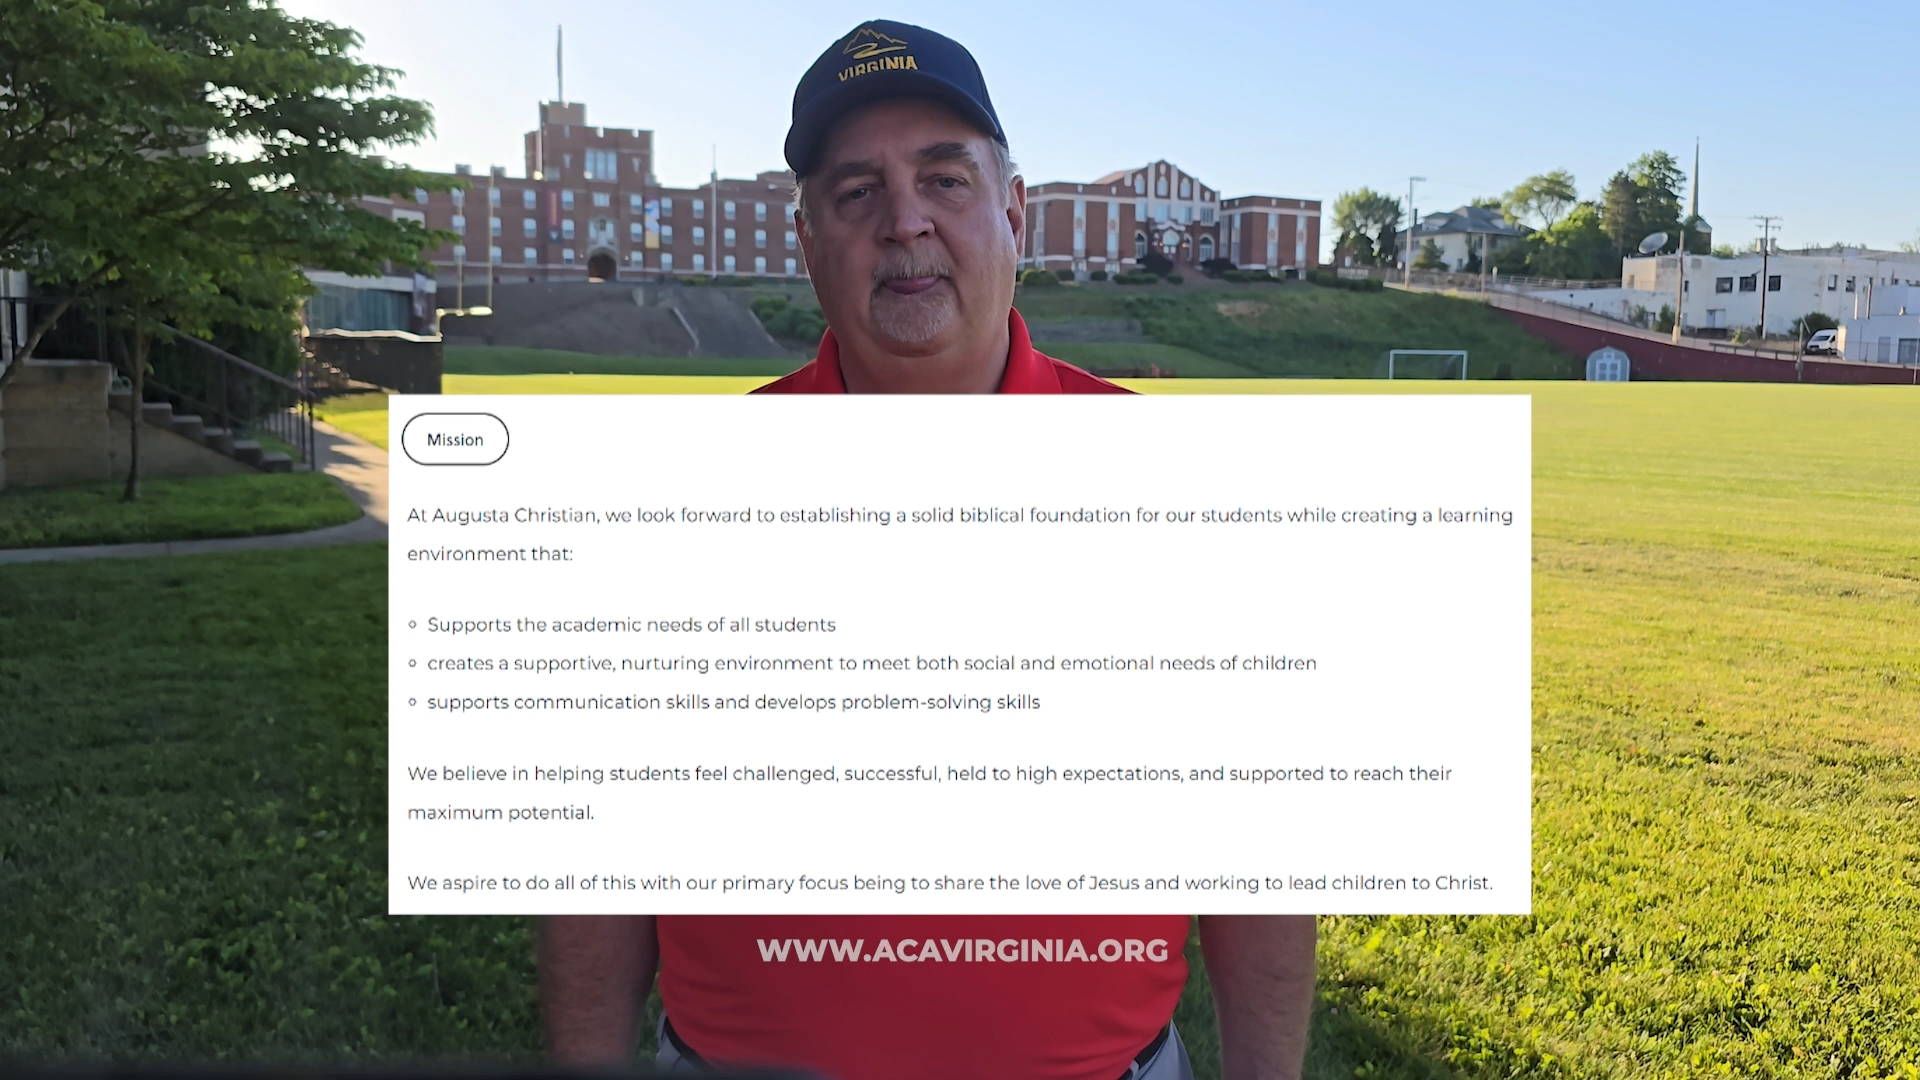 VIRGINIA
Mission
At Augusta Christian, we look forward to establishing a solid biblical foundation for our students while creating a learning
environment that:
Supports the academic needs of all students
creates a supportive, nurturing environment to meet both social and emotional needs of children
supports communication skills and develops problem-solving skills
We believe in helping students feel challenged, successful, held to high expectations, and supported to reach their
maximum potential.
We aspire to do all of this with our primary focus being to share the love of Jesus and working to lead children to Christ.
WWW.ACAVIRGINIA.ORG